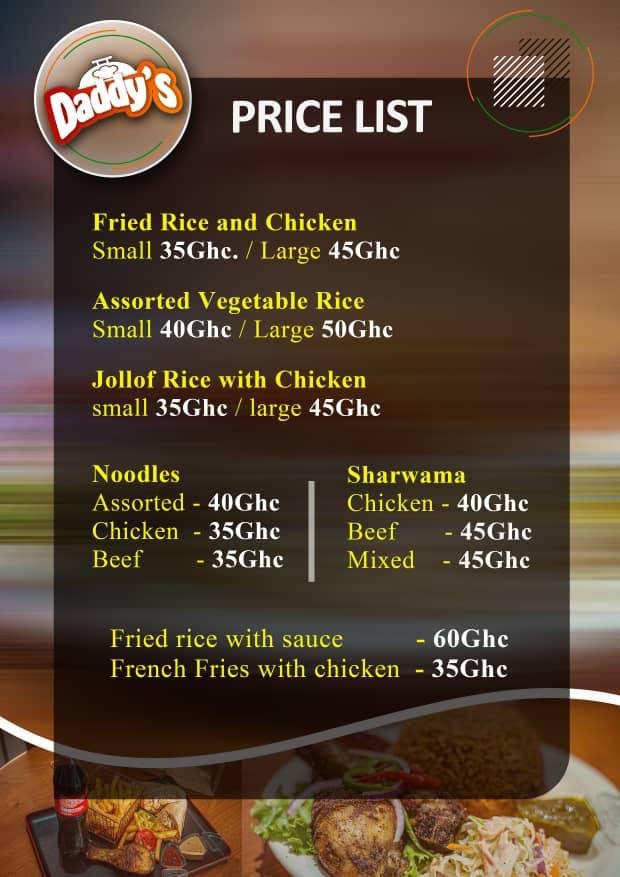 Daddy's
PRICE LIST
Fried Rice and Chicken
Small 35Ghc. / Large 45Ghc
Assorted Vegetable Rice
Small 40Ghc / Large 50Ghc
Jollof Rice with Chicken
small 35Ghc / large 45Ghc
Noodles
Assorted - 40Ghc
Chicken - 35Ghc
Beef - 35Ghc
Sharwama
Chicken - 40Ghc
Beef - 45Ghc
Mixed - 45Ghc
Fried rice with sauce - 60Ghc
French Fries with chicken - 35Ghc